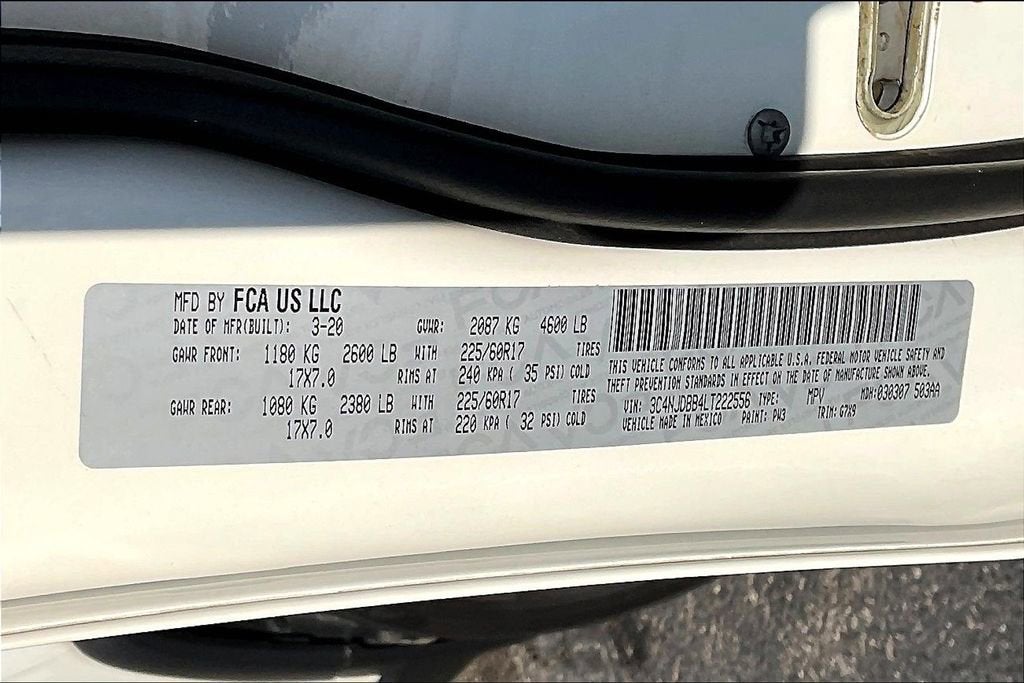 MFD BY FCA US LLC
DATE OF MFR(BUILT): 3-20 GVWR: 2087 KG 4600 LB
GAWR FRONT: 1180 KG 2600 LB WITH 225/60R17 TIRES
17X7.0 RIMS AT 240 KPA ( 35 PSI) COLD
GAWR REAR: 1080 KG 2380 LB WITH 225/60R17 TIRES
17X7.0 RIMS AT 220 KPA ( 32 PSI) COLD
THIS VEHICLE CONFORMS TO ALL APPLICABLE U.S.A. FEDERAL MOTOR VEHICLE SAFETY AND
THEFT PREVENTION STANDARDS IN EFFECT ON THE DATE OF MANUFACTURE SHOWN ABOVE.
VIN: 3C4NJDBB4LT222556 TYPE: MPV MDH:030307 503AA
VEHICLE MADE IN MEXICO PAINT: PW3 TRIM: G7X9